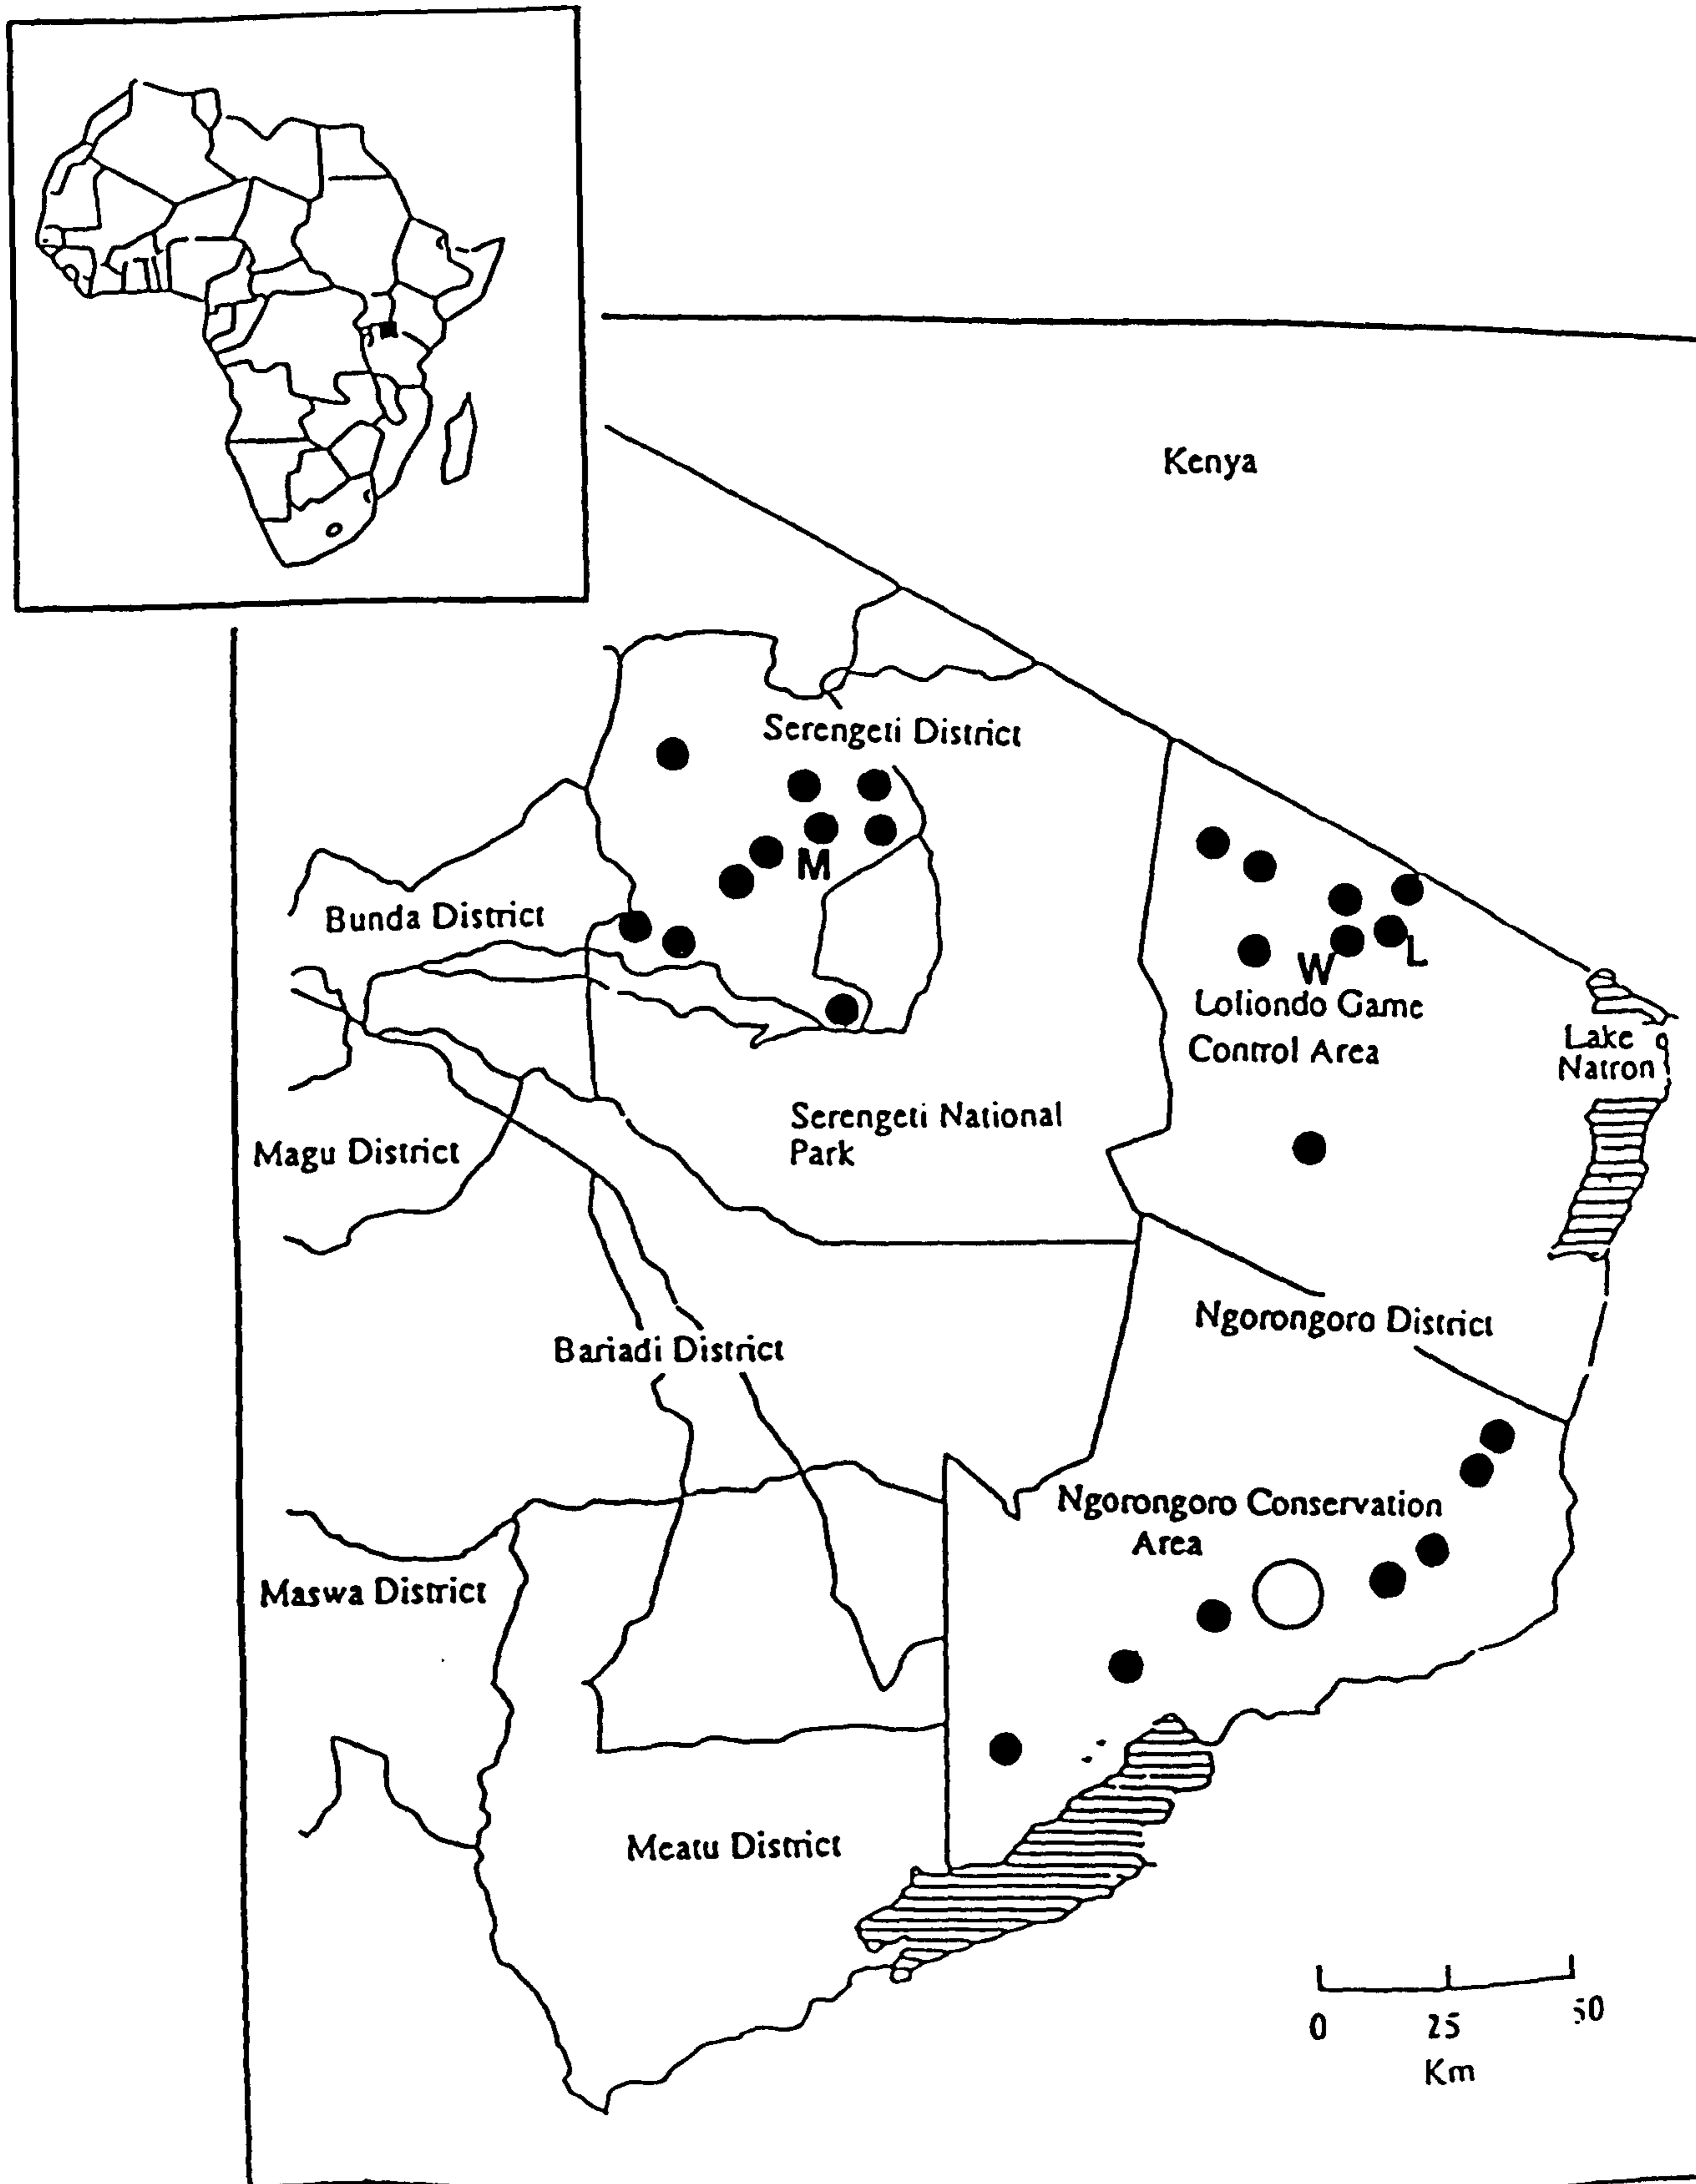 Kenya
Serengeti District
M
Bunda District
W
L
Loliondo Game
Control Area
Lake
Natron
Serengeti National
Park
Magu District
Ngorongoro District
Bariadi District
Ngorongoro Conservation
Area
Maswa District
Meatu District
0 25 50
Km